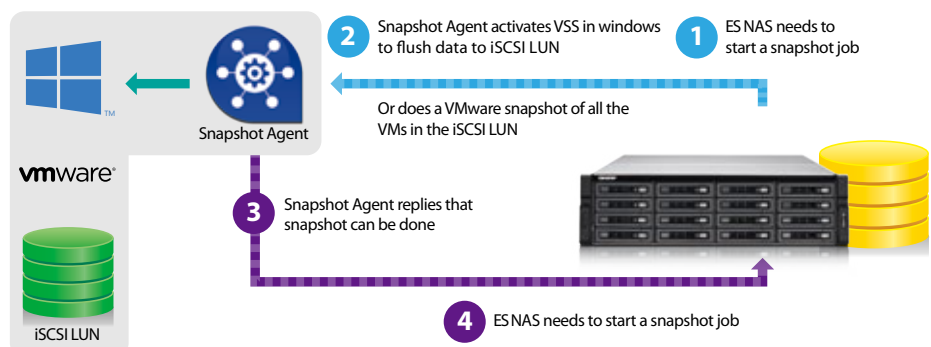 1
ES NAS needs to
start a snapshot job
2
Snapshot Agent activates VSS in windows
to flush data to iSCSI LUN
Or does a VMware snapshot of all the
VMs in the iSCSI LUN
TM
Snapshot Agent
vmware®
3
Snapshot Agent replies that
snapshot can be done
4
ES NAS needs to start a snapshot job
iSCSI LUN